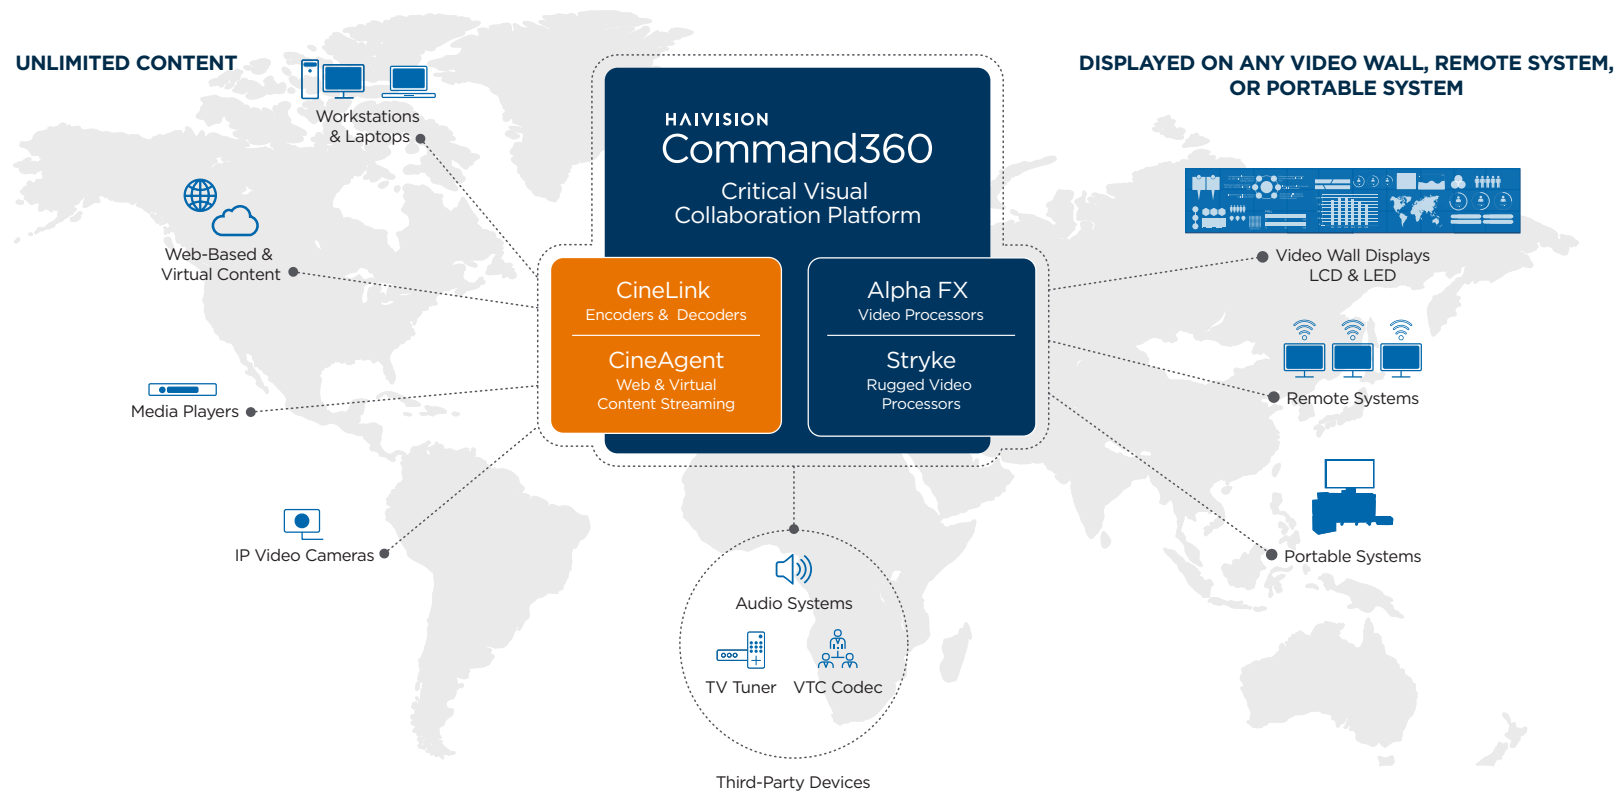 UNLIMITED CONTENT
Workstations
& Laptops
Web-Based &
Virtual Content
Media Players
IP Video Cameras
HAIVISION
Command360
Critical Visual
Collaboration Platform
CineLink
Encoders & Decoders
CineAgent
Web & Virtual
Content Streaming
Alpha FX
Video Processors
Stryke
Rugged Video
Processors
Audio Systems
TV Tuner
VTC Codec
Third-Party Devices
DISPLAYED ON ANY VIDEO WALL, REMOTE SYSTEM,
OR PORTABLE SYSTEM
Video Wall Displays
LCD & LED
Remote Systems
Portable Systems